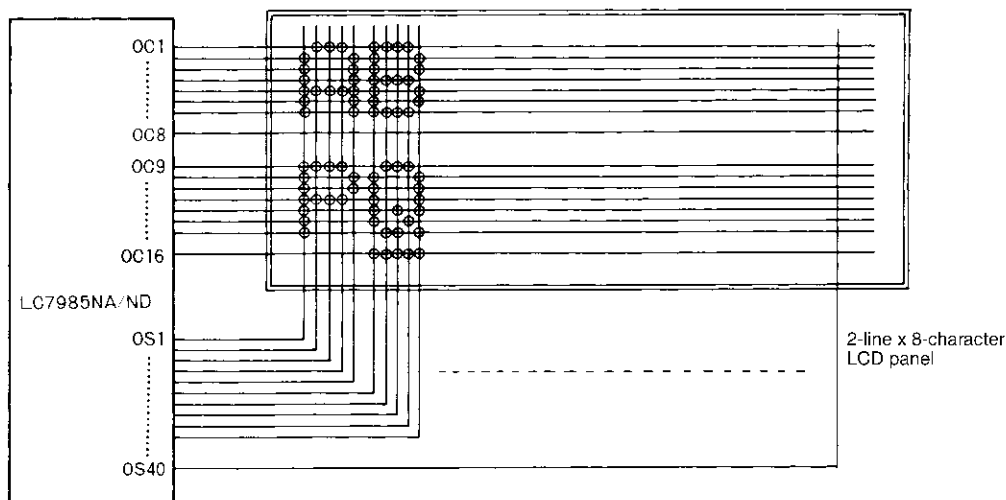 OC1
OC8
OC9
OC16
LC7985NA/ND
OS1
2-line x 8-character
LCD panel
OS40